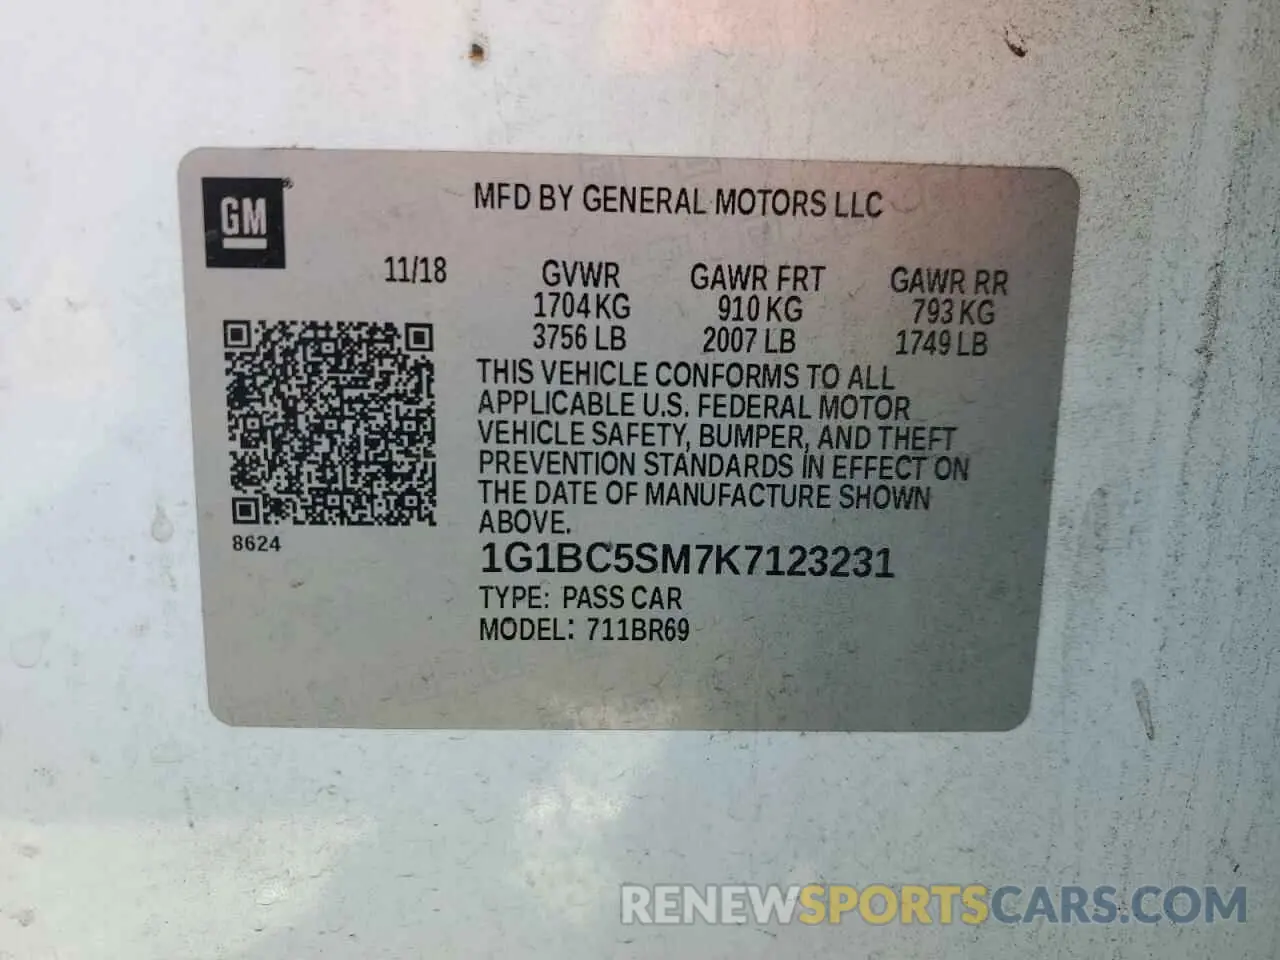 GM
MFD BY GENERAL MOTORS LLC
11/18 GVWR GAWR FRT GAWR RR
1704 KG 910 KG 793 KG
3756 LB 2007 LB 1749 LB
THIS VEHICLE CONFORMS TO ALL
APPLICABLE U.S. FEDERAL MOTOR
VEHICLE SAFETY, BUMPER, AND THEFT
PREVENTION STANDARDS IN EFFECT ON
THE DATE OF MANUFACTURE SHOWN
ABOVE.
8624
1G1BC5SM7K7123231
TYPE: PASS CAR
MODEL: 711BR69
RENEWSPORTSCARS.COM